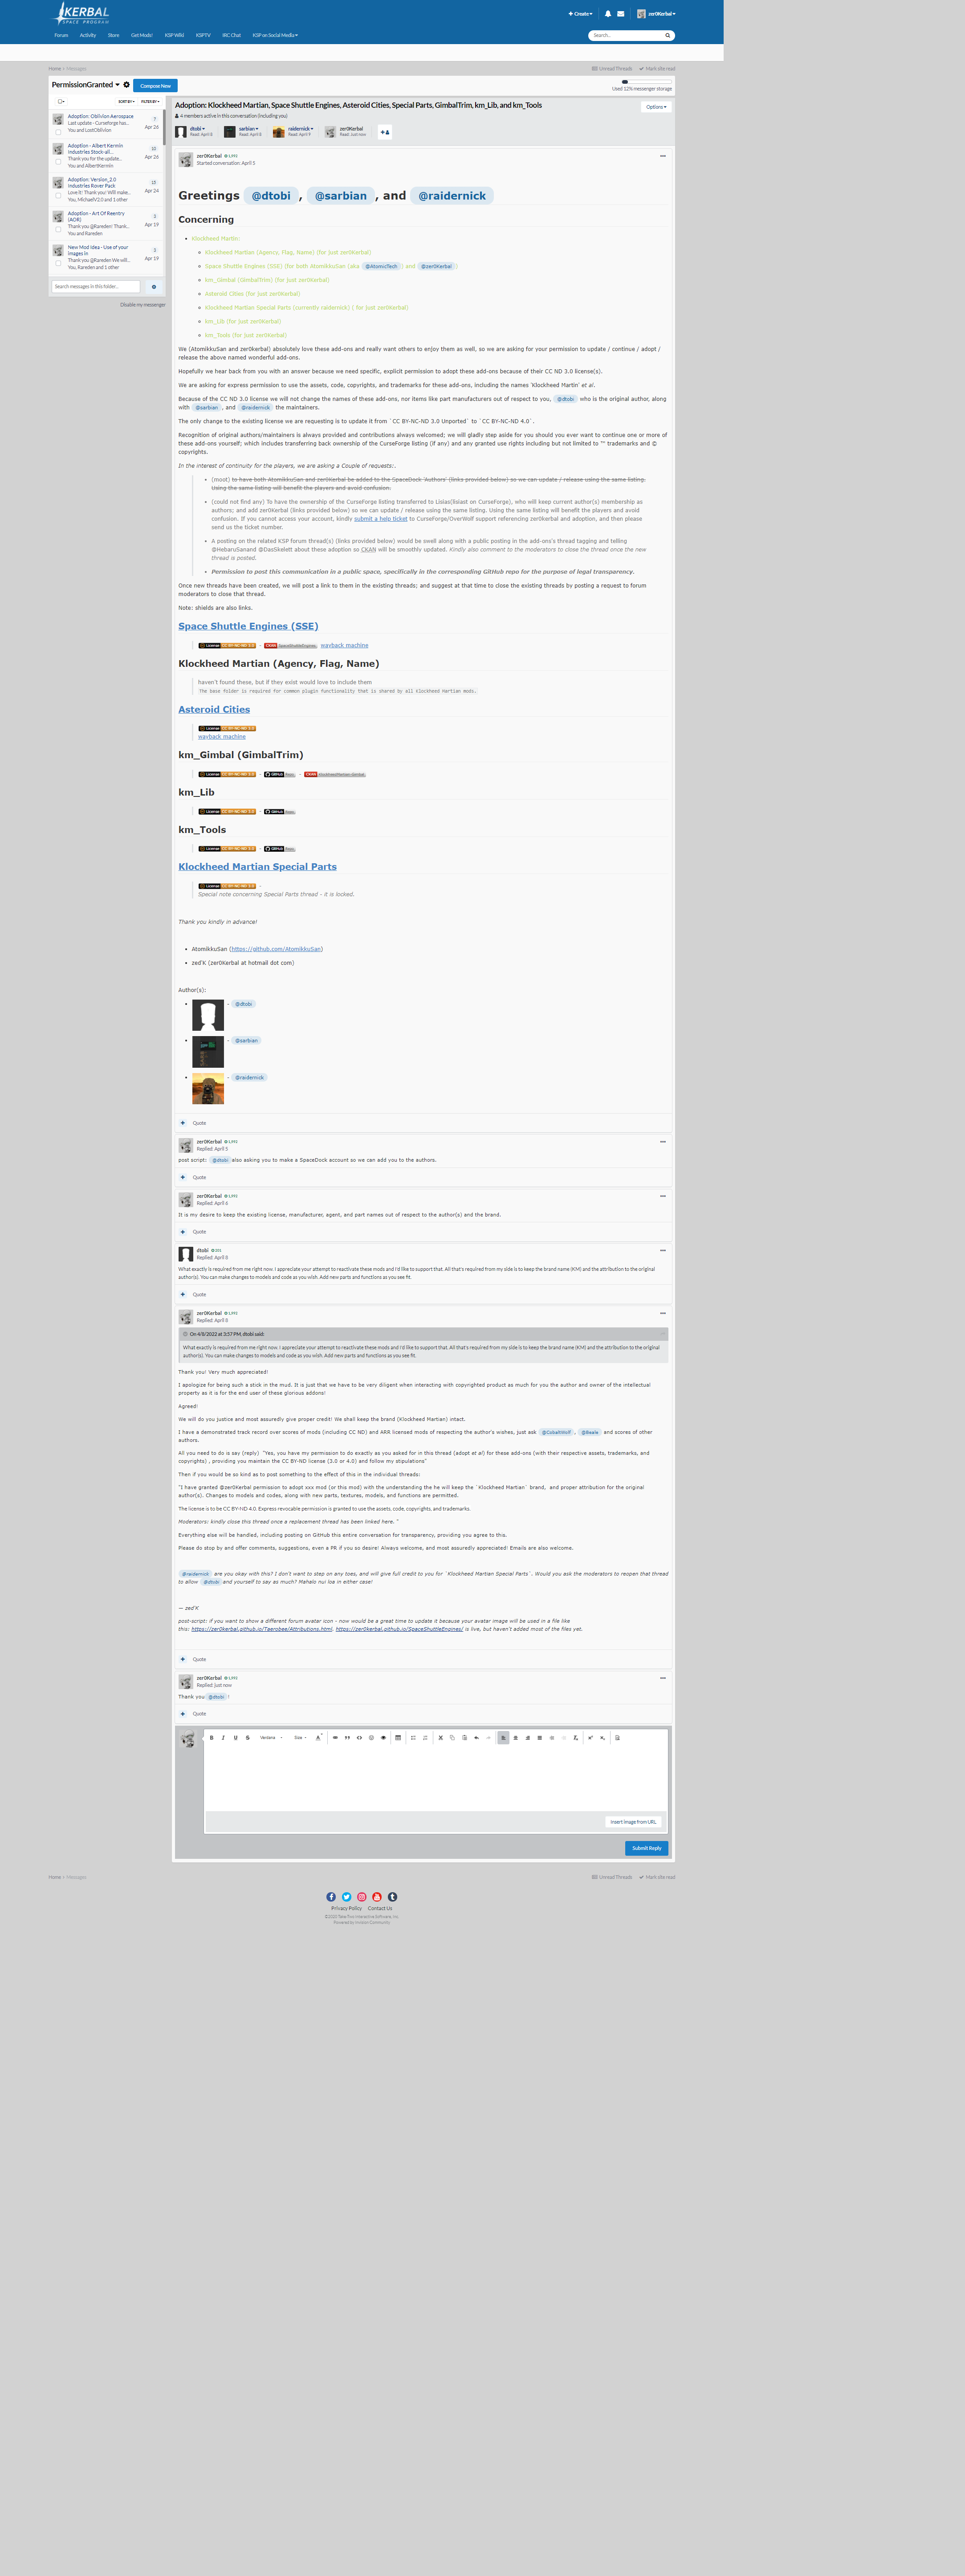 KERBAL
SPACE PROGRAM
Create
zer0Kerbal
Forum Activity Store Get Mods! KSP Wiki KSPTV IRC Chat KSP on Social Media
Search...
Home Messages
Unread Threads Mark site read
PermissionGranted
Compose New
Used 12% messenger storage
SORT BY FILTER BY
Adoption: Oblivion Aerospace
Last update - Curseforge has...
You and LostOblivion
7
Apr 26
Adoption - Albert Kermin
Industries Stock-ali...
Thank you for the update...
You and AlbertKermin
10
Apr 26
Adoption: Version_2.0
Industries Rover Pack
Love it! Thank you! Will make...
You, MichaelV2.0 and 1 other
15
Apr 24
Adoption - Art Of Reentry
(AOR)
Thank you @Rareden! Thank...
You and Rareden
3
Apr 19
New Mod idea - Use of your
Images in
Thank you @Rareden We will...
You, Rareden and 1 other
3
Apr 19
Search messages in this folder...
Disable my messenger
Adoption: Klockheed Martian, Space Shuttle Engines, Asteroid Cities, Special Parts, GimbalTrim, km_Lib, and km_Tools
4 members active in this conversation (including you)
Options
dtobi
Read: April 8
sarbian
Read: April 8
raidernick
Read: April 9
zer0Kerbal
Read: Just now
zer0Kerbal 1,992
Started conversation: April 5
Greetings @dtobi, @sarbian, and @raidernick
Concerning
Klockheed Martin:
Klockheed Martian (Agency, Flag, Name) (for just zer0Kerbal)
Space Shuttle Engines (SSE) (for both AtomikkuSan (aka @AtomicTech) and @zer0Kerbal)
km_Gimbal (GimbalTrim) (for just zer0Kerbal)
Asteroid Cities (for just zer0Kerbal)
Klockheed Martian Special Parts (currently raidernick) ( for just zer0Kerbal)
km_Lib (for just zer0Kerbal)
km_Tools (for just zer0Kerbal)
We (AtomikkuSan and zer0kerbal) absolutely love these add-ons and really want others to enjoy them as well, so we are asking for your permission to update / continue / adopt /
release the above named wonderful add-ons.
Hopefully we hear back from you with an answer because we need specific, explicit permission to adopt these add-ons because of their CC ND 3.0 license(s).
We are asking for express permission to use the assets, code, copyrights, and trademarks for these add-ons, including the names 'Klockheed Martin' et al.
Because of the CC ND 3.0 license we will not change the names of these add-ons, nor items like part manufacturers out of respect to you, @dtobi who is the original author, along
with @sarbian, and @raidernick the maintainers.
The only change to the existing license we are requesting is to update it from `CC BY-NC-ND 3.0 Unported` to `CC BY-NC-ND 4.0`.
Recognition of original authors/maintainers is always provided and contributions always welcomed; we will gladly step aside for you should you ever want to continue one or more of
these add-ons yourself; which includes transferring back ownership of the CurseForge listing (if any) and any granted use rights including but not limited to ™ trademarks and ©
copyrights.
In the interest of continuity for the players, we are asking a Couple of requests:.
(moot) to have both AtomikkuSan and zer0Kerbal be added to the SpaceDock 'Authors' (links provided below) so we can update / release using the same listing.
Using the same listing will benefit the players and avoid confusion.
(could not find any) To have the ownership of the CurseForge listing transferred to Lisias(lisiast on CurseForge), who will keep current author(s) membership as
authors; and add zer0Kerbal (links provided below) so we can update / release using the same listing. Using the same listing will benefit the players and avoid
confusion. If you cannot access your account, kindly submit a help ticket to CurseForge/OverWolf support referencing zer0kerbal and adoption, and then please
send us the ticket number.
A posting on the related KSP forum thread(s) (links provided below) would be swell along with a public posting in the add-ons's thread tagging and telling
@HebaruSanand @DasSkelett about these adoption so CKAN will be smoothly updated. Kindly also comment to the moderators to close the thread once the new
thread is posted.
Permission to post this communication in a public space, specifically in the corresponding GitHub repo for the purpose of legal transparency.
Once new threads have been created, we will post a link to them in the existing threads; and suggest at that time to close the existing threads by posting a request to forum
moderators to close that thread.
Note: shields are also links.
Space Shuttle Engines (SSE)
License CC BY-NC-ND 3.0 - CKAN SpaceShuttleEngines, wayback machine
Klockheed Martian (Agency, Flag, Name)
haven't found these, but if they exist would love to include them
The base folder is required for common plugin functionality that is shared by all Klockheed Martian mods.
Asteroid Cities
License CC BY-NC-ND 3.0
wayback machine
km_Gimbal (GimbalTrim)
License CC BY-NC-ND 3.0 - GitHub Repo - CKAN KlockheedMartian-Gimbal
km_Lib
License CC BY-NC-ND 3.0 - GitHub Repo
km_Tools
License CC BY-NC-ND 3.0 - GitHub Repo
Klockheed Martian Special Parts
License CC BY-NC-ND 3.0 -
Special note concerning Special Parts thread - it is locked.
Thank you kindly in advance!
AtomikkuSan (https://github.com/AtomikkuSan)
zed'K (zer0Kerbal at hotmail dot com)
Author(s):
- @dtobi
- @sarbian
- @raidernick
Quote
zer0Kerbal 1,992
Replied: April 5
post script: @dtobi also asking you to make a SpaceDock account so we can add you to the authors.
Quote
zer0Kerbal 1,992
Replied: April 6
It is my desire to keep the existing license, manufacturer, agent, and part names out of respect to the author(s) and the brand.
Quote
dtobi 351
Replied: April 8
What exactly is required from me right now. I appreciate your attempt to reactivate these mods and I'd like to support that. All that's required from my side is to keep the brand name (KM) and the attribution to the original
author(s). You can make changes to models and code as you wish. Add new parts and functions as you see fit.
Quote
zer0Kerbal 1,992
Replied: April 8
On 4/8/2022 at 3:57 PM, dtobi said:
What exactly is required from me right now. I appreciate your attempt to reactivate these mods and I'd like to support that. All that's required from my side is to keep the brand name (KM) and the attribution to the original
author(s). You can make changes to models and code as you wish. Add new parts and functions as you see fit.
Thank you! Very much appreciated!
I apologize for being such a stick in the mud. It is just that we have to be very diligent when interacting with copyrighted product as much for you the author and owner of the intellectual
property as it is for the end user of these glorious addons!
Agreed!
We will do you justice and most assuredly give proper credit! We shall keep the brand (Klockheed Martian) intact.
I have a demonstrated track record over scores of mods (including CC ND) and ARR licensed mods of respecting the author's wishes, just ask @CobaltWolf , @Beale and scores of other
authors.
All you need to do is say (reply) "Yes, you have my permission to do exactly as you asked for in this thread (adopt et al) for these add-ons (with their respective assets, trademarks, and
copyrights) , providing you maintain the CC BY-ND license (3.0 or 4.0) and follow my stipulations"
Then if you would be so kind as to post something to the effect of this in the individual threads:
"I have granted @zer0Kerbal permission to adopt xxx mod (or this mod) with the understanding the he will keep the `Klockheed Martian` brand, and proper attribution for the original
author(s). Changes to models and codes, along with new parts, textures, models, and functions are permitted.
The license is to be CC BY-ND 4.0. Express revocable permission is granted to use the assets, code, copyrights, and trademarks.
Moderators: kindly close this thread once a replacement thread has been linked here. "
Everything else will be handled, including posting on GitHub this entire conversation for transparency, providing you agree to this.
Please do stop by and offer comments, suggestions, even a PR if you so desire! Always welcome, and most assuredly appreciated! Emails are also welcome.
@raidernick are you okay with this? I don't want to step on any toes, and will give full credit to you for `Klockheed Martian Special Parts`. Would you ask the moderators to reopen that thread
to allow @dtobi and yourself to say as much? Mahalo nui loa in either case!
— zed'K
post-script: if you want to show a different forum avatar icon - now would be a great time to update it because your avatar image will be used in a file like
this: https://zer0kerbal.github.io/Taerobee/Attributions.html. https://zer0kerbal.github.io/SpaceShuttleEngines/ is live, but haven't added most of the files yet.
Quote
zer0Kerbal 1,992
Replied: Just now
Thank you @dtobi !
Quote
B I U S Verdana Size A
Insert image from URL
Submit Reply
Home Messages
Unread Threads Mark site read
Privacy Policy Contact Us
©2020 Take-Two Interactive Software, Inc.
Powered by Invision Community